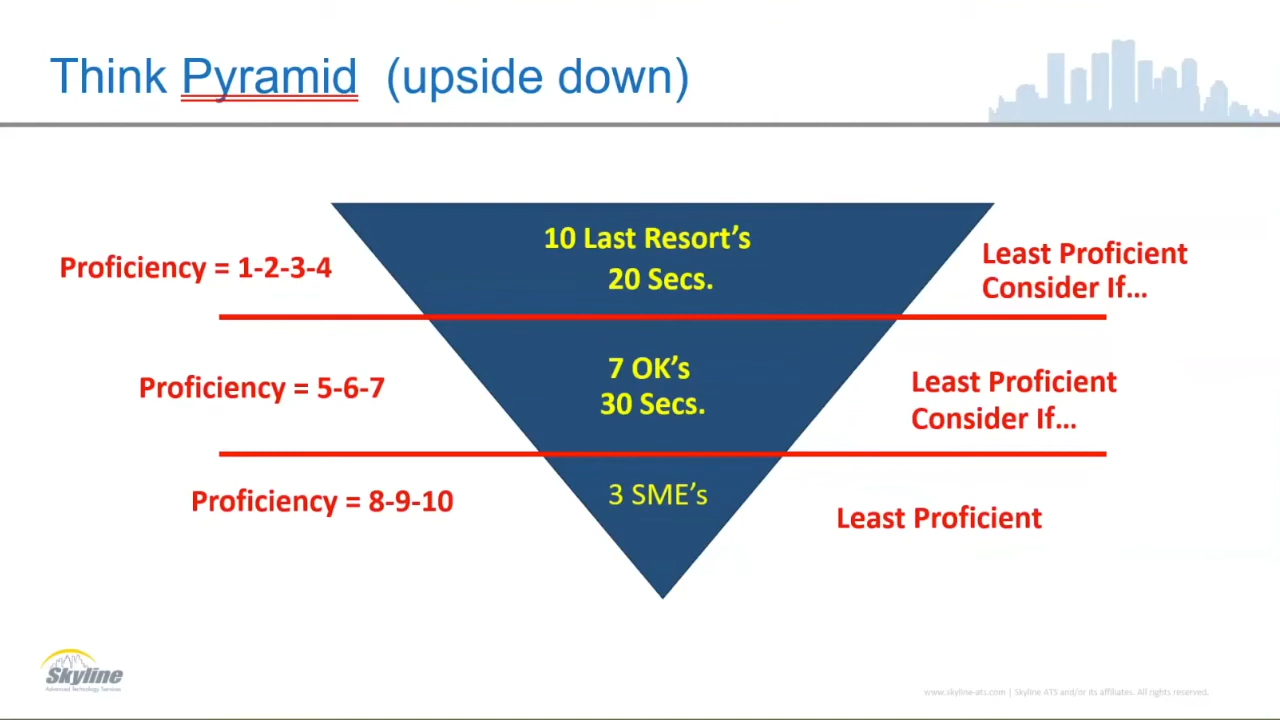 Think Pyramid (upside down)
Proficiency = 1-2-3-4
10 Last Resort's
20 Secs.
Least Proficient
Consider If...
Proficiency = 5-6-7
7 OK's
30 Secs.
Least Proficient
Consider If...
Proficiency = 8-9-10
3 SME's
Least Proficient
Skyline
Advanced Technology Services
www.skyline-ats.com | Skyline ATS and/or its affiliates. All rights reserved.